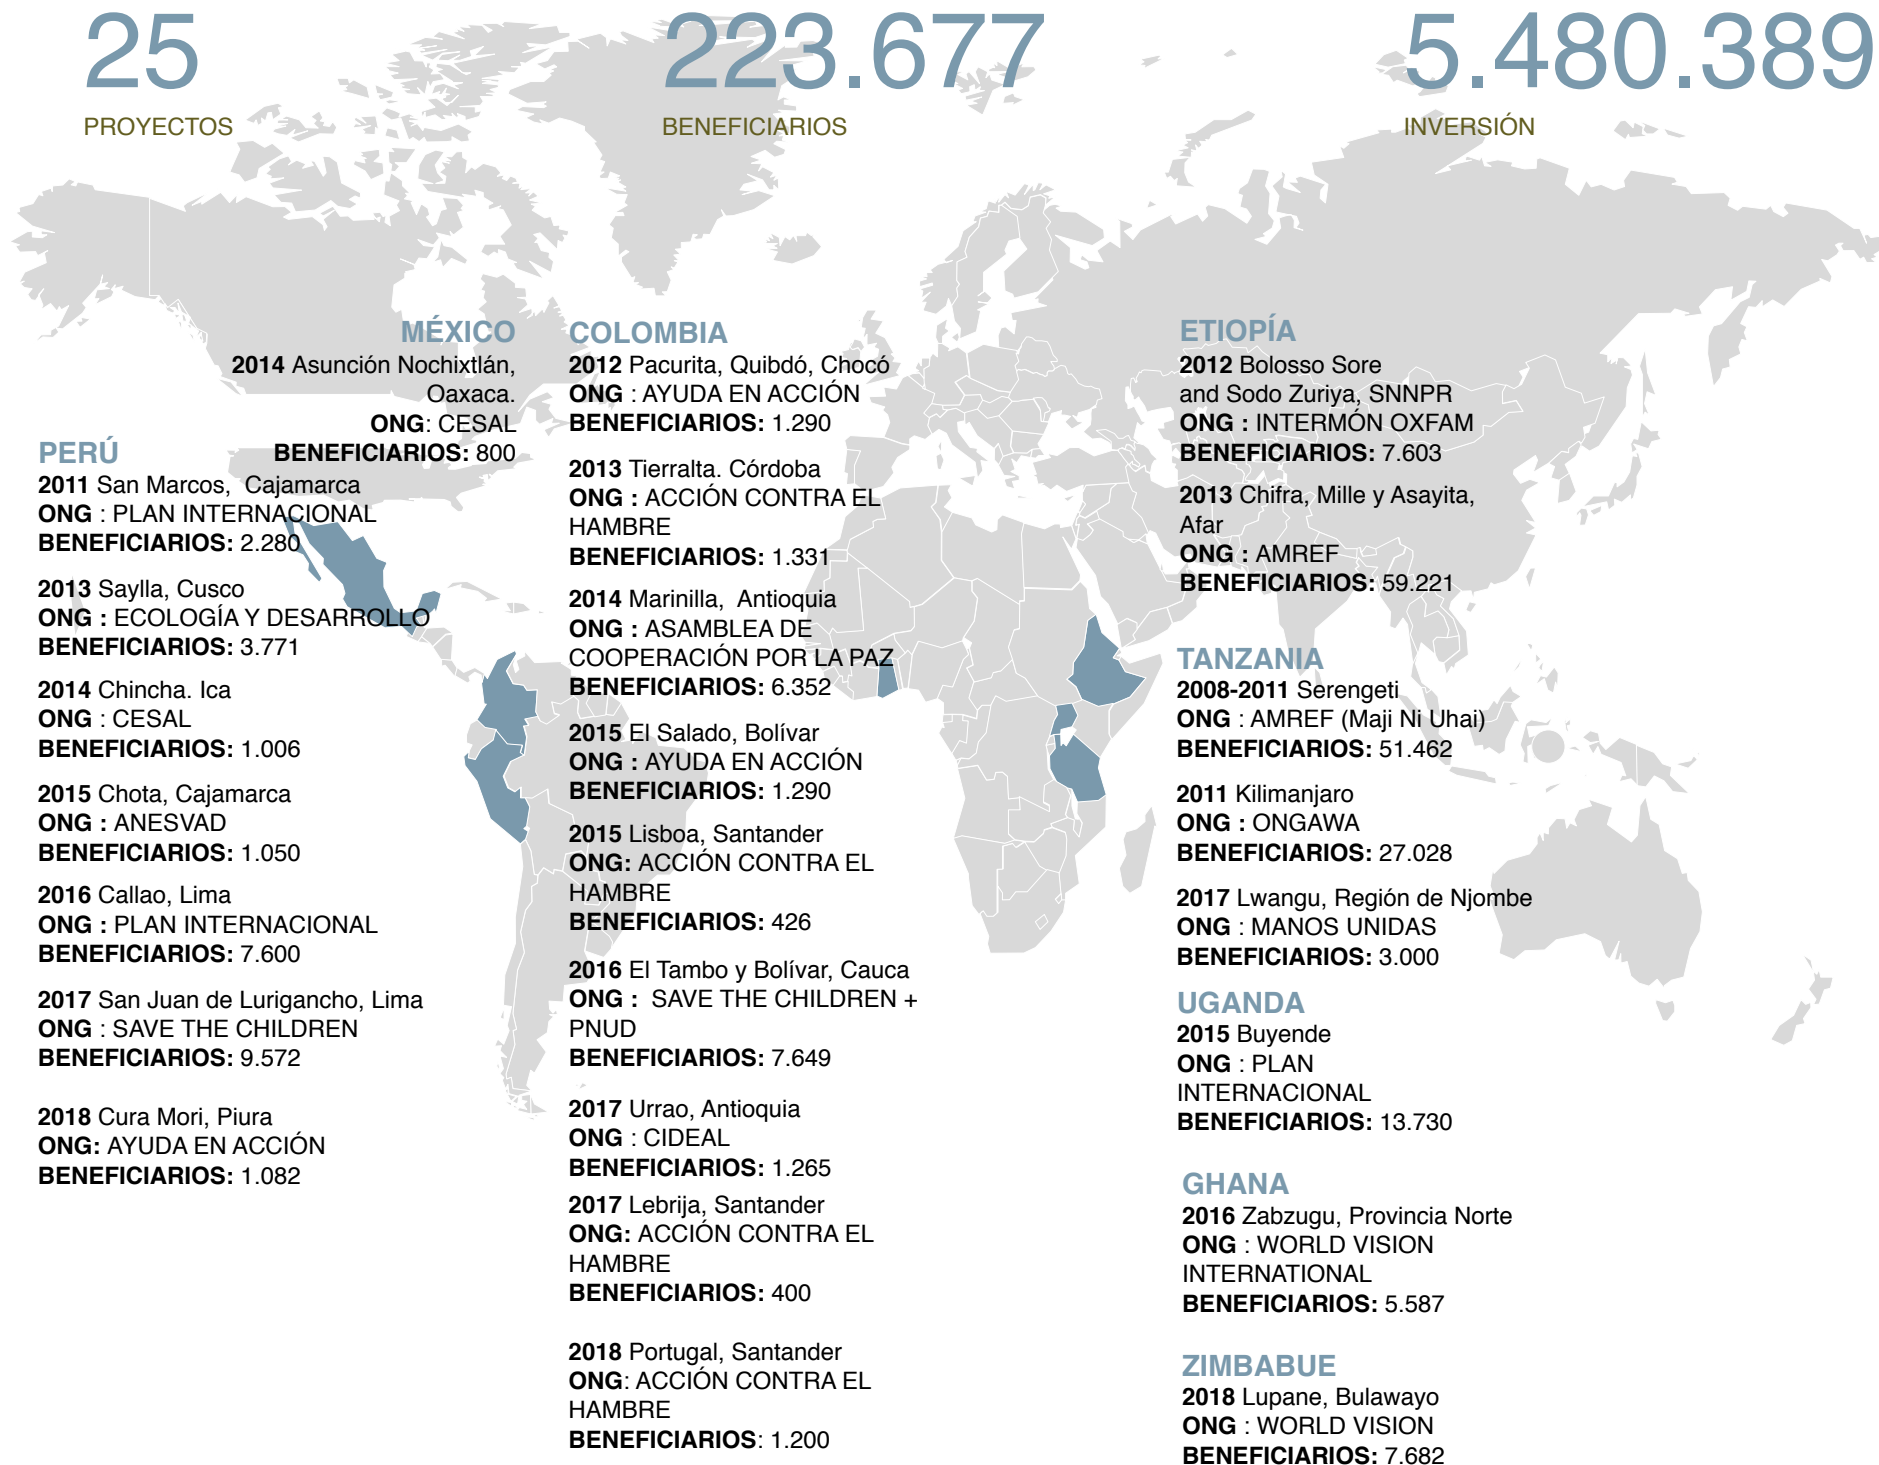 25
PROYECTOS
223.677
BENEFICIARIOS
5.480.389
INVERSIÓN
MÉXICO
2014 Asunción Nochixtlán,
Oaxaca.
ONG: CESAL
BENEFICIARIOS: 800
PERÚ
2011 San Marcos, Cajamarca
ONG : PLAN INTERNACIONAL
BENEFICIARIOS: 2.280
2013 Saylla, Cusco
ONG : ECOLOGÍA Y DESARROLLO
BENEFICIARIOS: 3.771
2014 Chincha. Ica
ONG : CESAL
BENEFICIARIOS: 1.006
2015 Chota, Cajamarca
ONG : ANESVAD
BENEFICIARIOS: 1.050
2016 Callao, Lima
ONG : PLAN INTERNACIONAL
BENEFICIARIOS: 7.600
2017 San Juan de Lurigancho, Lima
ONG : SAVE THE CHILDREN
BENEFICIARIOS: 9.572
2018 Cura Mori, Piura
ONG: AYUDA EN ACCIÓN
BENEFICIARIOS: 1.082
COLOMBIA
2012 Pacurita, Quibdó, Chocó
ONG : AYUDA EN ACCIÓN
BENEFICIARIOS: 1.290
2013 Tierralta. Córdoba
ONG : ACCIÓN CONTRA EL
HAMBRE
BENEFICIARIOS: 1.331
2014 Marinilla, Antioquia
ONG : ASAMBLEA DE
COOPERACIÓN POR LA PAZ
BENEFICIARIOS: 6.352
2015 El Salado, Bolívar
ONG : AYUDA EN ACCIÓN
BENEFICIARIOS: 1.290
2015 Lisboa, Santander
ONG: ACCIÓN CONTRA EL
HAMBRE
BENEFICIARIOS: 426
2016 El Tambo y Bolívar, Cauca
ONG : SAVE THE CHILDREN +
PNUD
BENEFICIARIOS: 7.649
2017 Urrao, Antioquia
ONG : CIDEAL
BENEFICIARIOS: 1.265
2017 Lebrija, Santander
ONG: ACCIÓN CONTRA EL
HAMBRE
BENEFICIARIOS: 400
2018 Portugal, Santander
ONG: ACCIÓN CONTRA EL
HAMBRE
BENEFICIARIOS: 1.200
ETIOPÍA
2012 Bolosso Sore
and Sodo Zuriya, SNNPR
ONG : INTERMÓN OXFAM
BENEFICIARIOS: 7.603
2013 Chifra, Mille y Asayita,
Afar
ONG : AMREF
BENEFICIARIOS: 59.221
TANZANIA
2008-2011 Serengeti
ONG : AMREF (Maji Ni Uhai)
BENEFICIARIOS: 51.462
2011 Kilimanjaro
ONG : ONGAWA
BENEFICIARIOS: 27.028
2017 Lwangu, Región de Njombe
ONG : MANOS UNIDAS
BENEFICIARIOS: 3.000
UGANDA
2015 Buyende
ONG : PLAN
INTERNACIONAL
BENEFICIARIOS: 13.730
GHANA
2016 Zabzugu, Provincia Norte
ONG : WORLD VISION
INTERNATIONAL
BENEFICIARIOS: 5.587
ZIMBABUE
2018 Lupane, Bulawayo
ONG : WORLD VISION
BENEFICIARIOS: 7.682